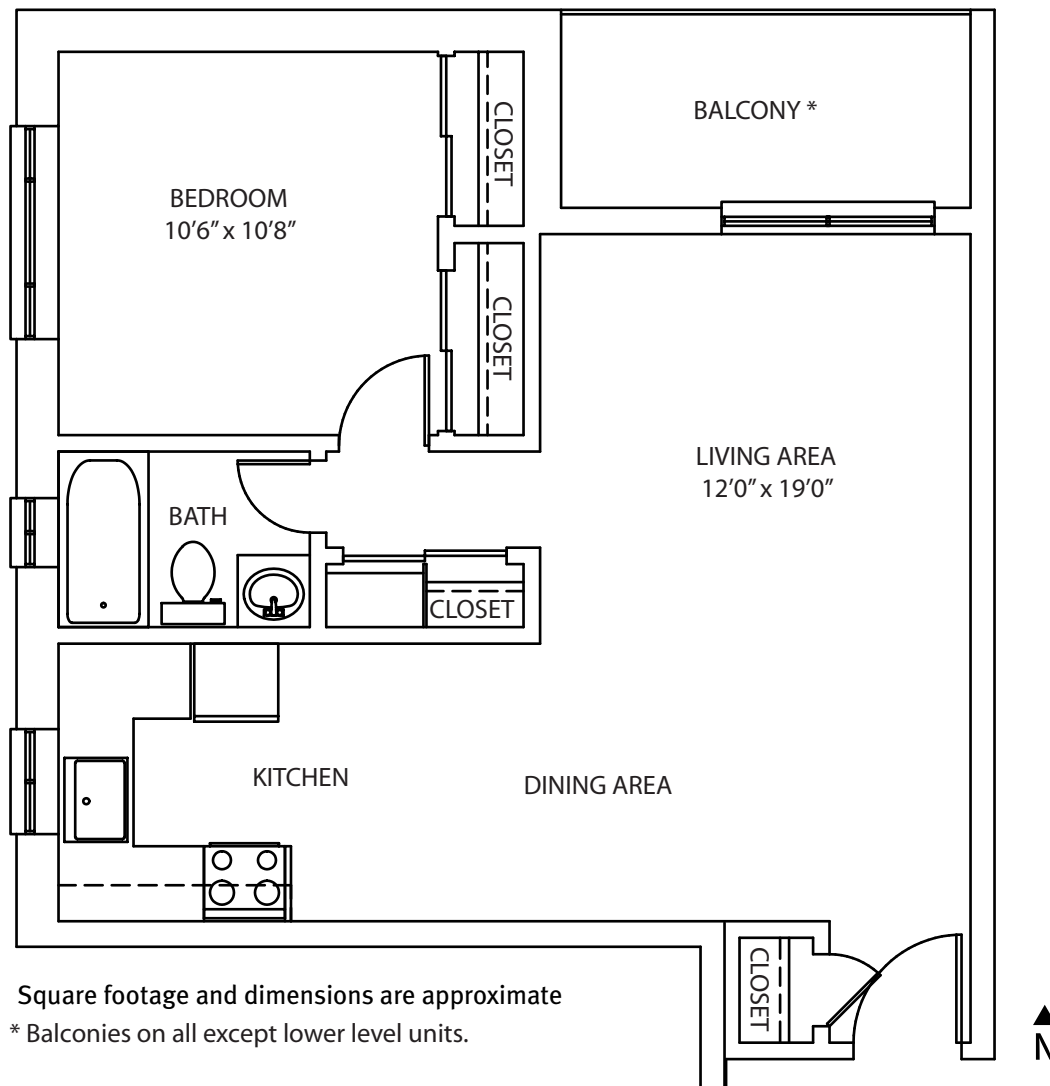 BALCONY *
CLOSET
BEDROOM
10’6” x 10’8”
CLOSET
LIVING AREA
12’0” x 19’0”
BATH
CLOSET
KITCHEN
DINING AREA
CLOSET
Square footage and dimensions are approximate
* Balconies on all except lower level units.
N